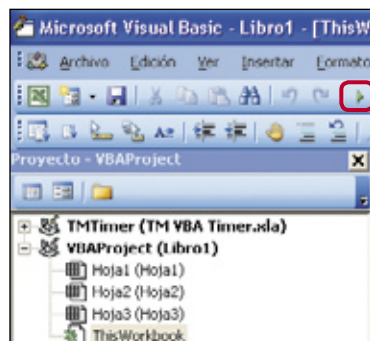 Microsoft Visual Basic - Libro1 - [ThisW
Archivo Edición Ver Insertar Formato
Proyecto - VBAProject
TMTimer (TM VBA Timer.xla)
VBAProject (Libro1)
Hoja1 (Hoja1)
Hoja2 (Hoja2)
Hoja3 (Hoja3)
ThisWorkbook